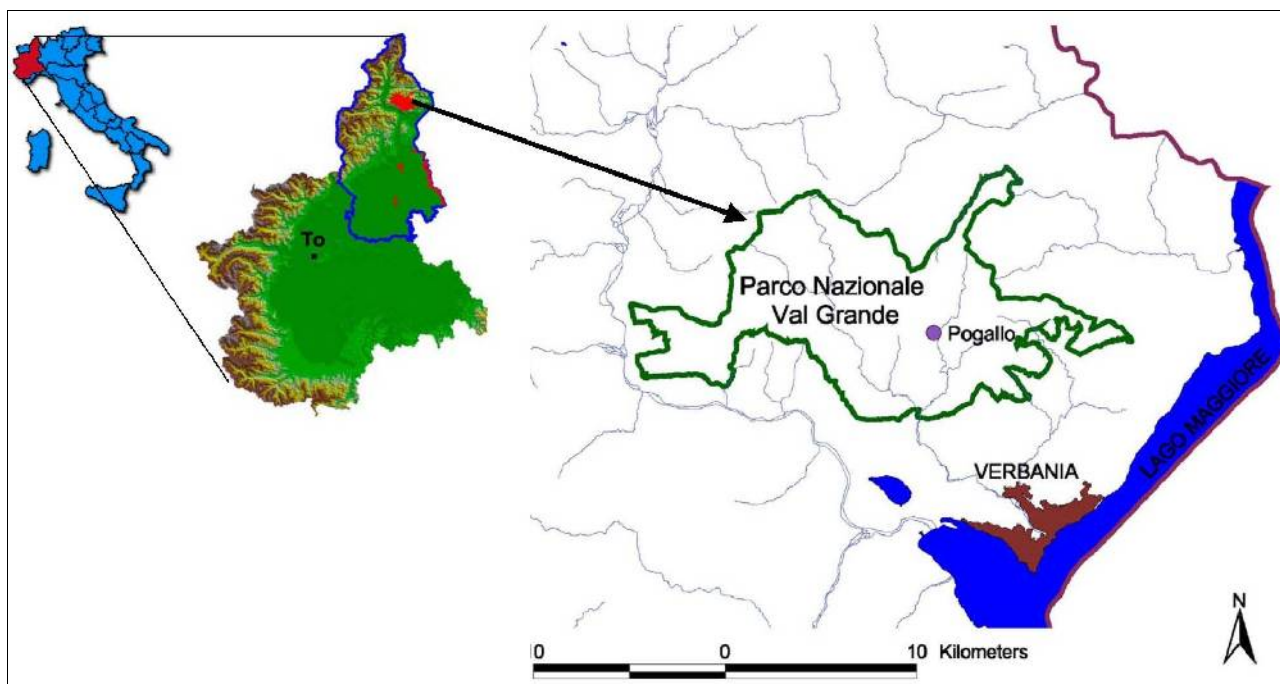 To
Parco Nazionale
Val Grande
Pogallo
LAGO MAGGIORE
VERBANIA
N
10 0 10 Kilometers